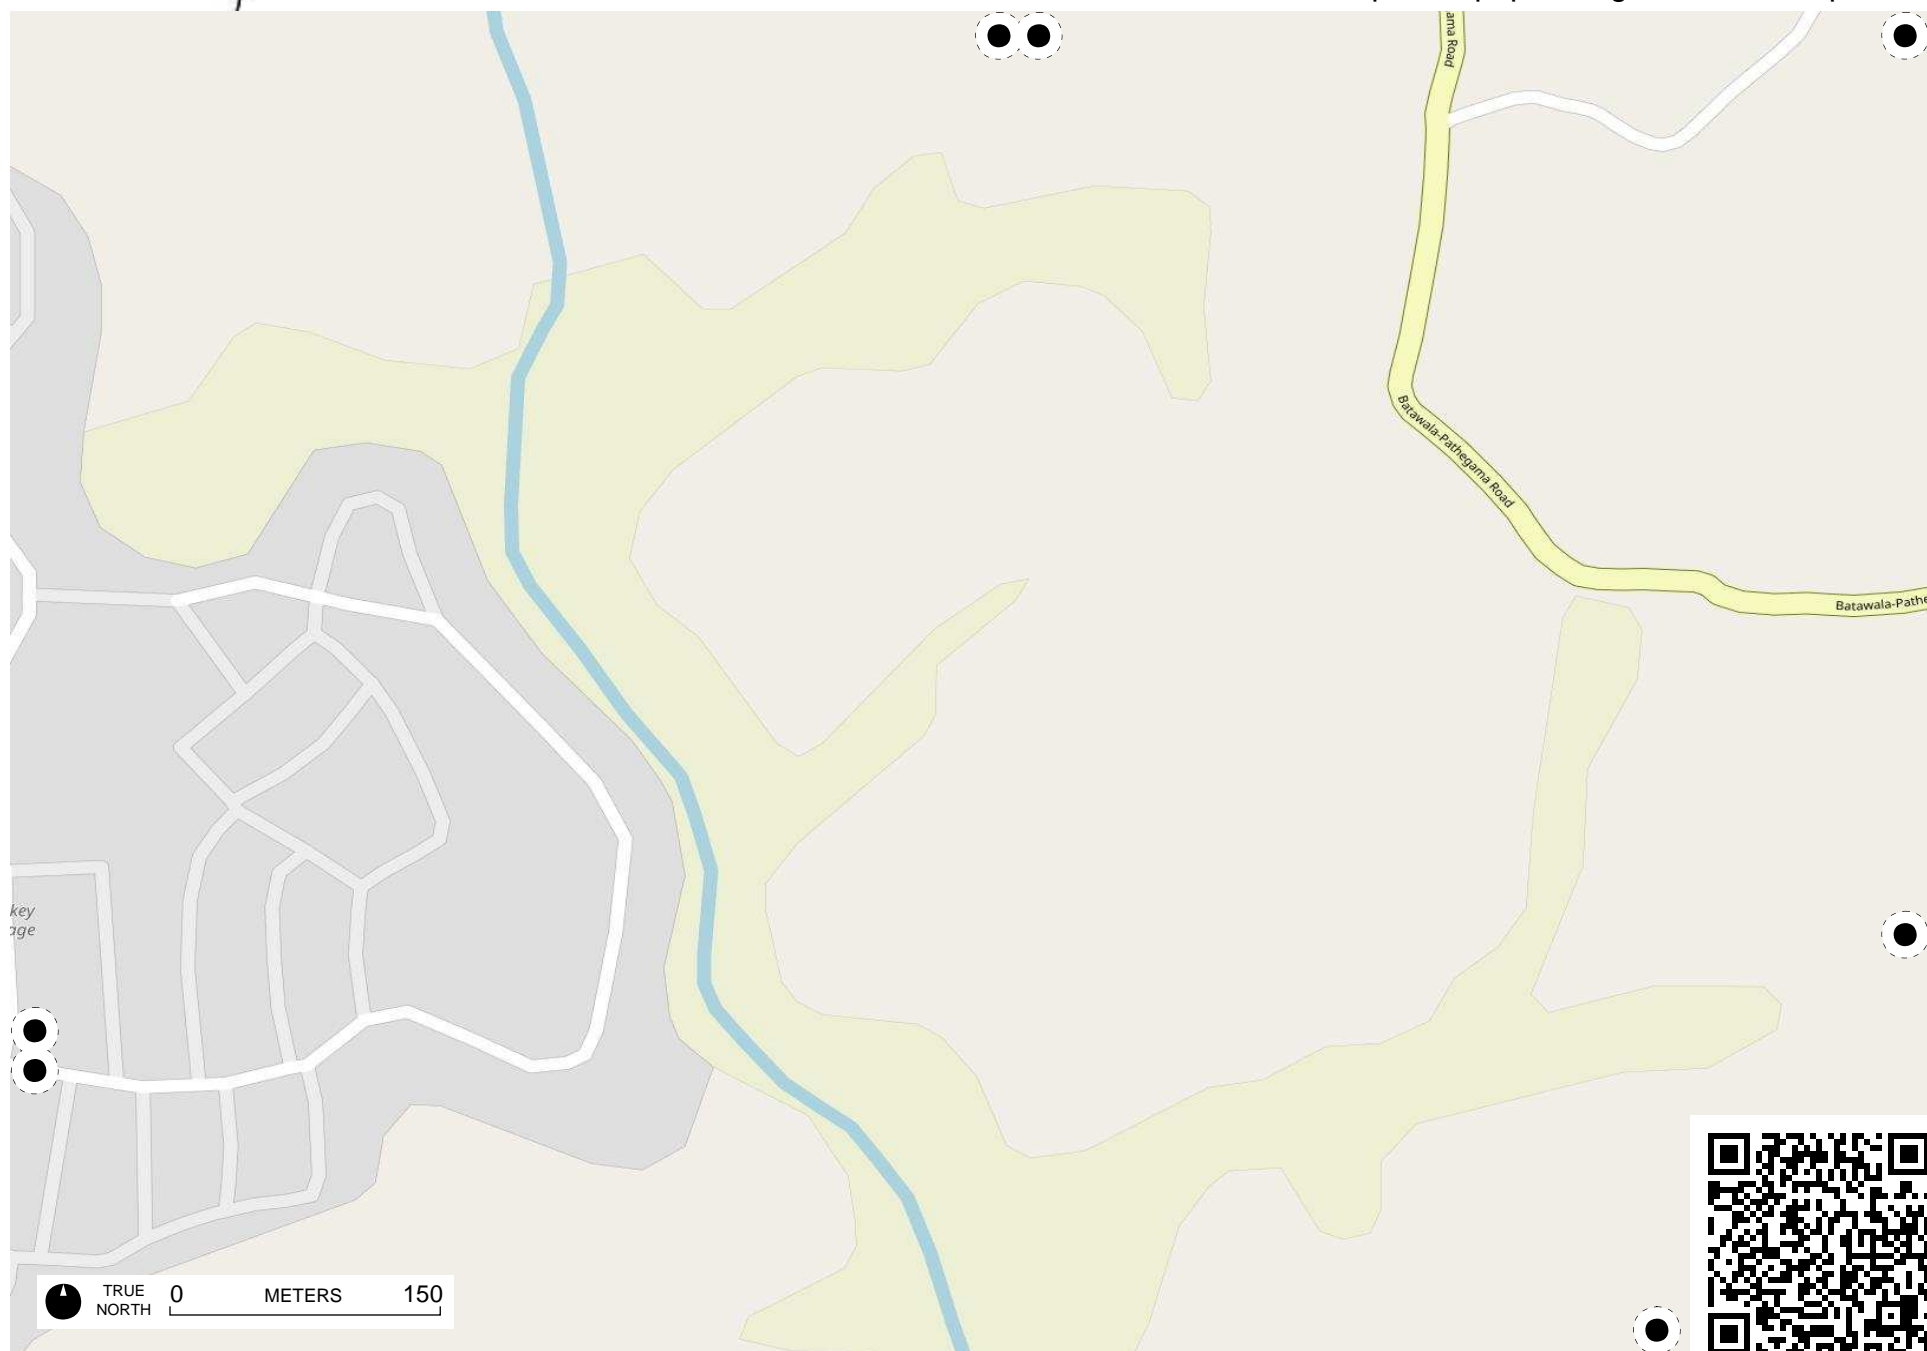 ama Road
Batawala-Pathegama Road
Batawala-Pathe
key
age
TRUE
NORTH
0 METERS 150